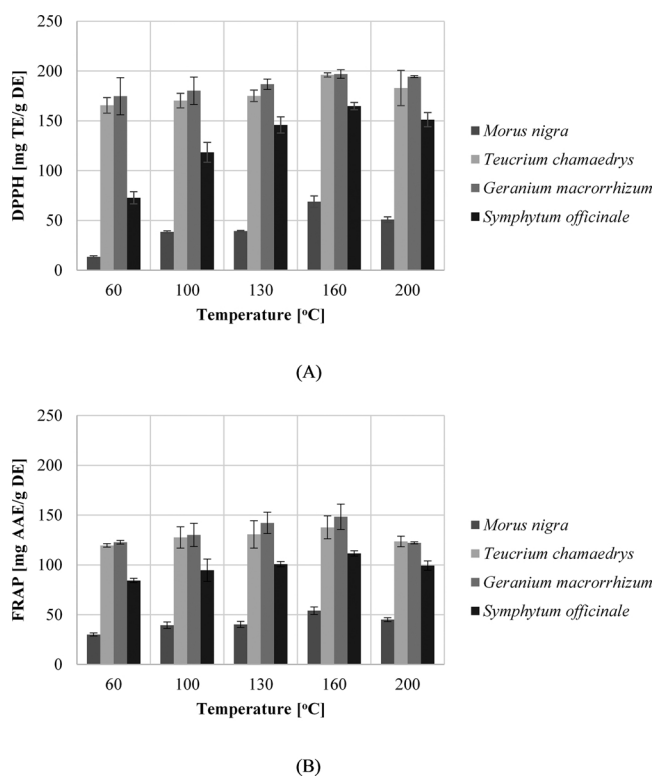 250
200
150
100
50
0
DPPH [mg TE/g DE]
60 100 130 160 200
Temperature [°C]
Morus nigra
Teucrium chamaedrys
Geranium macrorrhizum
Symphytum officinale
(A)
250
200
150
100
50
0
FRAP [mg AAE/g DE]
60 100 130 160 200
Temperature [°C]
Morus nigra
Teucrium chamaedrys
Geranium macrorrhizum
Symphytum officinale
(B)